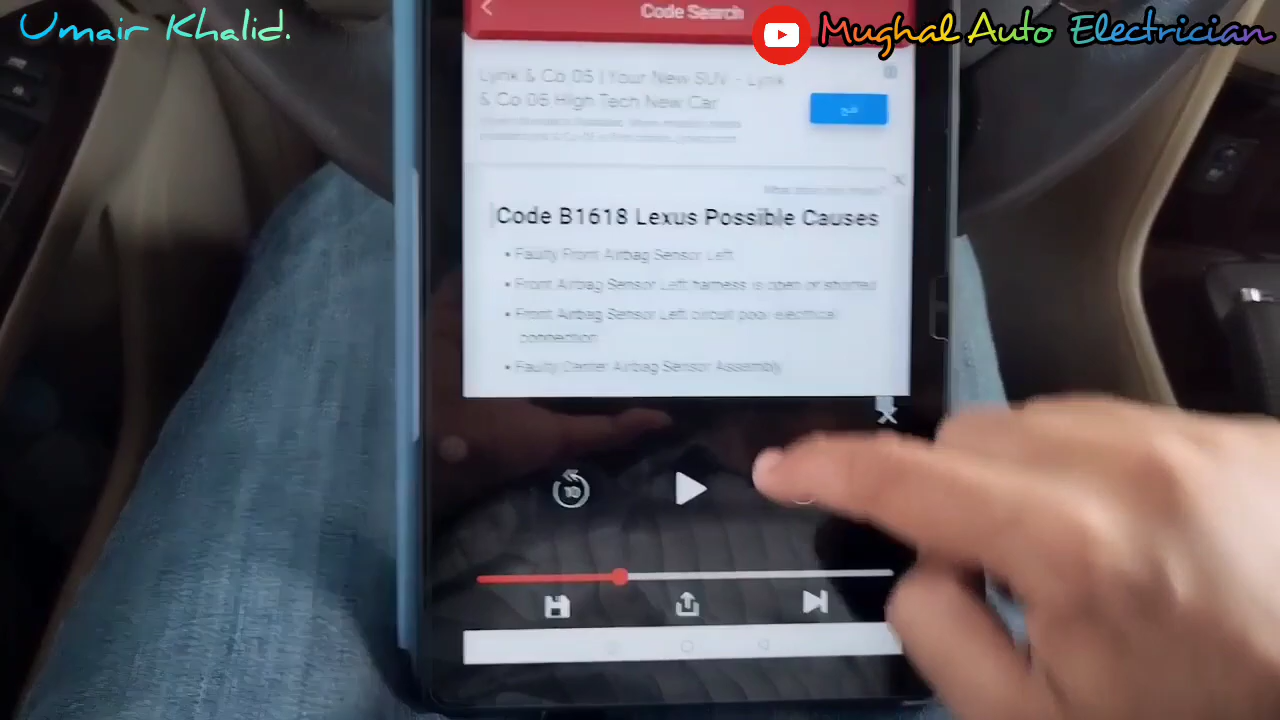 Umair Khalid.
Mughal Auto Electrician
Code Search
Lynk & Co 05 | Your New SUV - Lynk
& Co 05 High Tech New Car
فتح
Code B1618 Lexus Possible Causes
• Faulty Front Airbag Sensor Left
• Front Airbag Sensor Left harness is open or shorted
• Front Airbag Sensor Left circuit poor electrical
connection
• Faulty Center Airbag Sensor Assembly
10